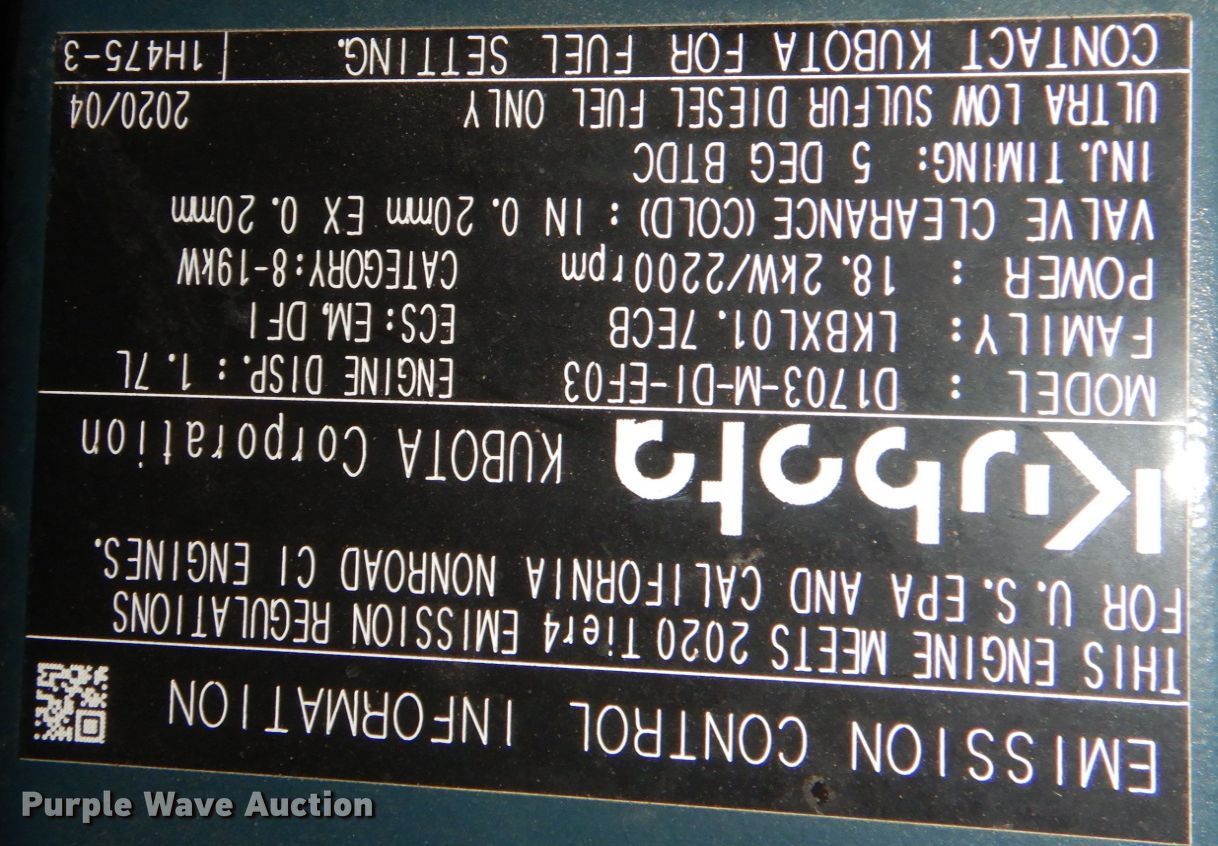 EMISSION CONTROL INFORMATION
THIS ENGINE MEETS 2020 Tier4 EMISSION REGULATIONS
FOR U.S. EPA AND CALIFORNIA NONROAD CI ENGINES.
Kubota KUBOTA Corporation
MODEL : D1703-M-DI-EF03 ENGINE DISP.: 1.7L
FAMILY: LKBXL01.7ECB ECS: EM, DFI
POWER : 18.2kW/2200rpm CATEGORY:8-19kW
VALVE CLEARANCE (COLD) : IN 0.20mm EX 0.20mm
INJ. TIMING: 5 DEG BTDC
ULTRA LOW SULFUR DIESEL FUEL ONLY 2020/04
CONTACT KUBOTA FOR FUEL SETTING. 1H475-3
Purple Wave Auction